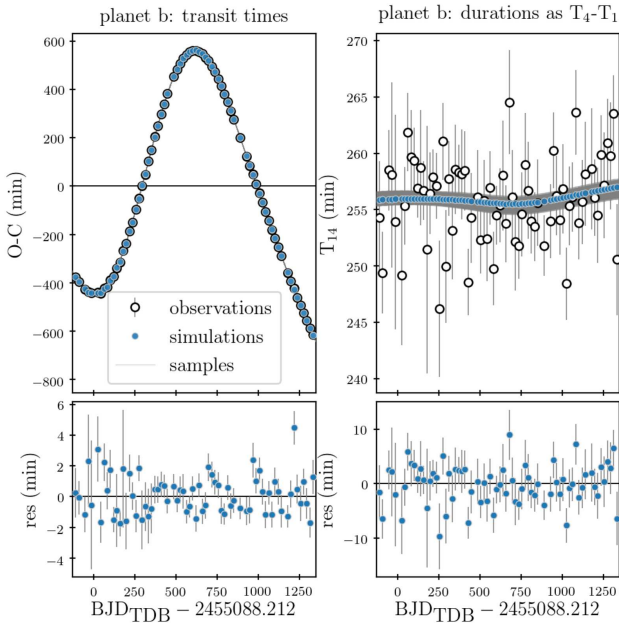 planet b: transit times
planet b: durations as T₄-T₁
600
400
200
0
−200
−400
−600
−800
O-C (min)
observations
simulations
samples
270
265
260
255
250
245
240
T₁₄ (min)
6
4
2
0
−2
−4
res (min)
0 250 500 750 1000 1250
BJD_TDB − 2455088.212
10
0
−10
res (min)
0 250 500 750 1000 1250
BJD_TDB − 2455088.212